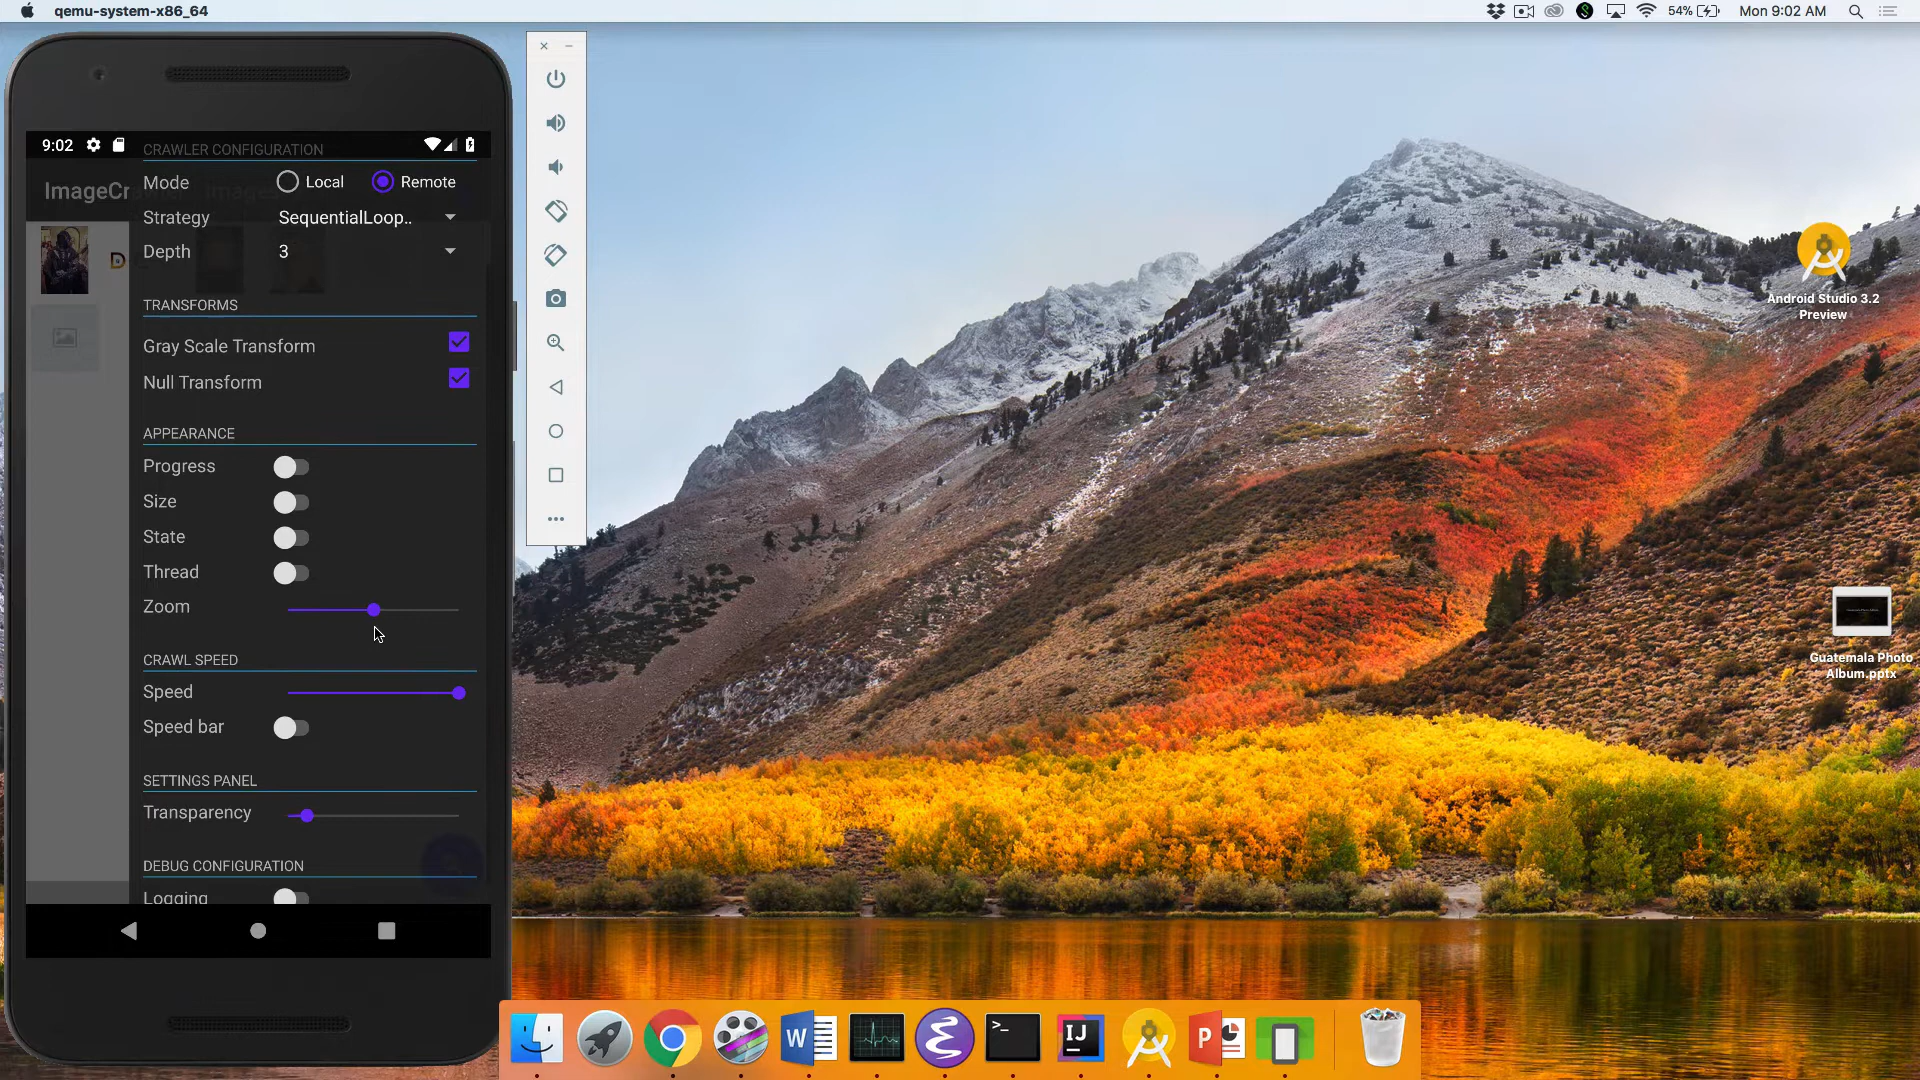 qemu-system-x86_64
54%
Mon 9:02 AM
9:02
CRAWLER CONFIGURATION
ImageCr
Images
Mode
Local
Remote
Strategy
SequentialLoop..
Depth
3
TRANSFORMS
Gray Scale Transform
Null Transform
APPEARANCE
Progress
Size
State
Thread
Zoom
CRAWL SPEED
Speed
Speed bar
SETTINGS PANEL
Transparency
DEBUG CONFIGURATION
Logging
Android Studio 3.2
Preview
Guatemala Photo
Album.pptx
W
>_
IJ
P